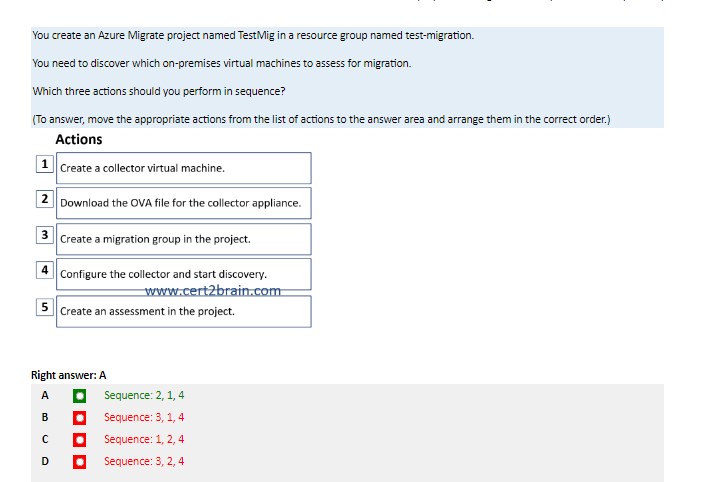 You create an Azure Migrate project named TestMig in a resource group named test-migration.
You need to discover which on-premises virtual machines to assess for migration.
Which three actions should you perform in sequence?
(To answer, move the appropriate actions from the list of actions to the answer area and arrange them in the correct order.)
Actions
1 Create a collector virtual machine.
2 Download the OVA file for the collector appliance.
3 Create a migration group in the project.
4 Configure the collector and start discovery.
www.cert2brain.com
5 Create an assessment in the project.
Right answer: A
A Sequence: 2, 1, 4
B Sequence: 3, 1, 4
C Sequence: 1, 2, 4
D Sequence: 3, 2, 4